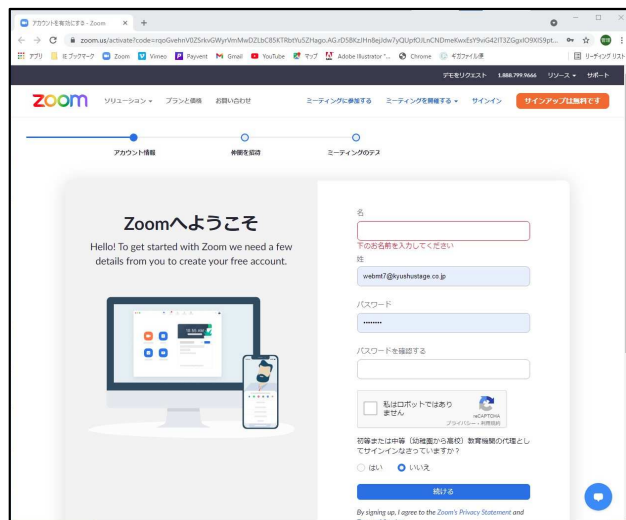 アカウントを有効にする - Zoom
zoom.us/activate?code=
アプリ IE ブックマーク Zoom Vimeo Payvent Gmail YouTube マップ Adobe Illustrator "... Chrome ギガファイル便 リーディング リスト
デモをリクエスト 1.888.799.9666 リソース サポート
zoom ソリューション プランと価格 お問い合わせ ミーティングに参加する ミーティングを開催する サインイン サインアップは無料です
アカウント情報 仲間を招待 ミーティングのテス
Zoomへようこそ
Hello! To get started with Zoom we need a few
details from you to create your free account.
名
下のお名前を入力してください
姓
webmt7@kyushustage.co.jp
パスワード
••••••••
パスワードを確認する
私はロボットではあり
ません
reCAPTCHA
プライバシー - 利用規約
初等または中等（幼稚園から高校）教育機関の代理とし
てサインインなさっていますか？
はい いいえ
続ける
By signing up, I agree to the Zoom's Privacy Statement and